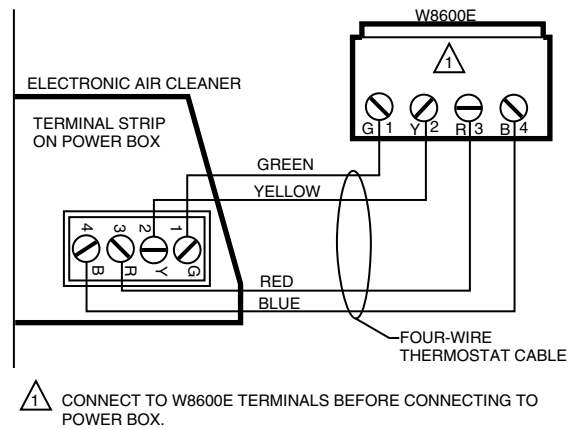 W8600E
1
ELECTRONIC AIR CLEANER
TERMINAL STRIP
ON POWER BOX
G 1 Y 2 R 3 B 4
GREEN
YELLOW
4 3 2 1
B R Y G
RED
BLUE
FOUR-WIRE
THERMOSTAT CABLE
1 CONNECT TO W8600E TERMINALS BEFORE CONNECTING TO
POWER BOX.